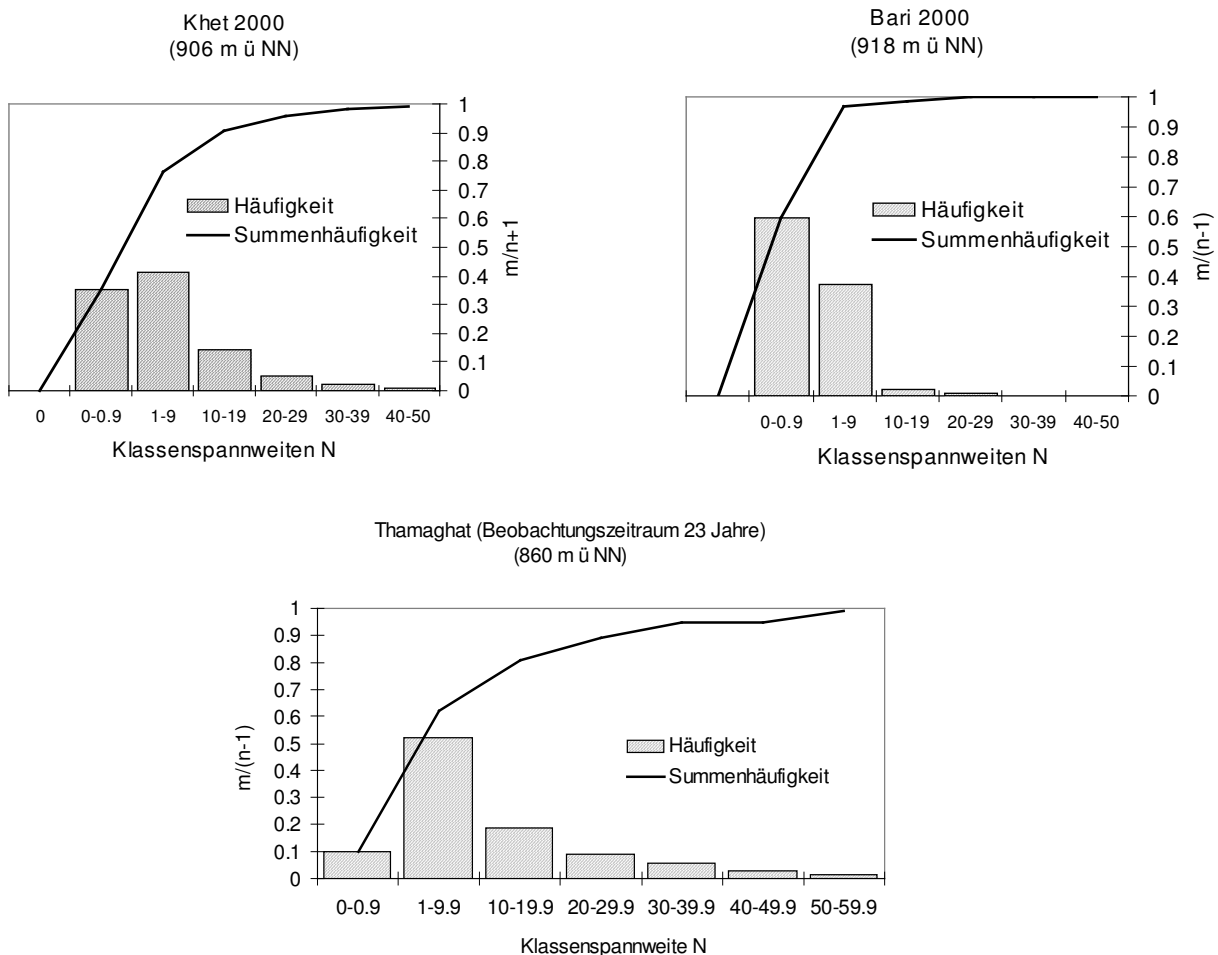 Khet 2000
(906 m ü NN)
1
0.9
0.8
0.7
0.6
0.5
0.4
0.3
0.2
0.1
0
m/n+1
Häufigkeit
Summenhäufigkeit
0 0-0.9 1-9 10-19 20-29 30-39 40-50
Klassenspannweiten N
Bari 2000
(918 m ü NN)
1
0.9
0.8
0.7
0.6
0.5
0.4
0.3
0.2
0.1
0
m/(n-1)
Häufigkeit
Summenhäufigkeit
0-0.9 1-9 10-19 20-29 30-39 40-50
Klassenspannweiten N
Thamaghat (Beobachtungszeitraum 23 Jahre)
(860 m ü NN)
m/(n-1)
1
0.9
0.8
0.7
0.6
0.5
0.4
0.3
0.2
0.1
0
Häufigkeit
Summenhäufigkeit
0-0.9 1-9.9 10-19.9 20-29.9 30-39.9 40-49.9 50-59.9
Klassenspannweite N